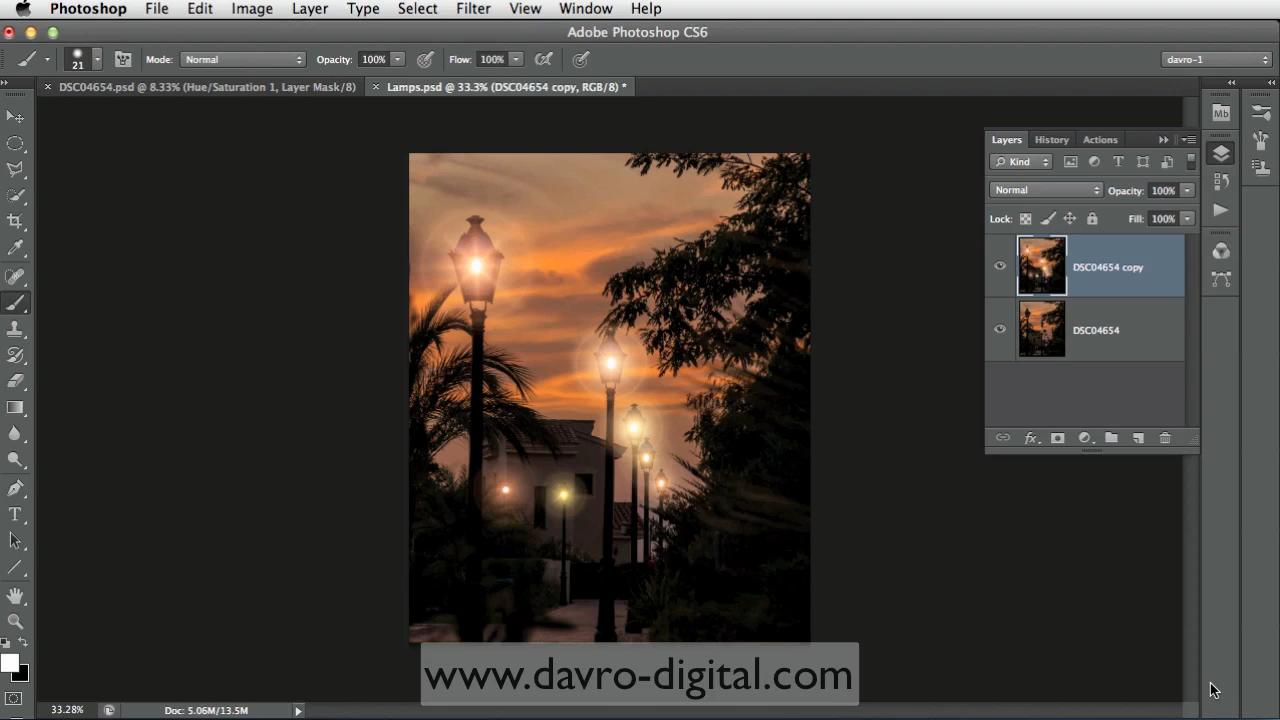 Photoshop File Edit Image Layer Type Select Filter View Window Help
Adobe Photoshop CS6
21 Mode: Normal Opacity: 100% Flow: 100% davro-1
DSC04654.psd @ 8.33% (Hue/Saturation 1, Layer Mask/8) Lamps.psd @ 33.3% (DSC04654 copy, RGB/8) *
Mb
Layers History Actions
Kind
Normal Opacity: 100%
Lock: Fill: 100%
DSC04654 copy
DSC04654
fx
T
www.davro-digital.com
33.28% Doc: 5.06M/13.5M